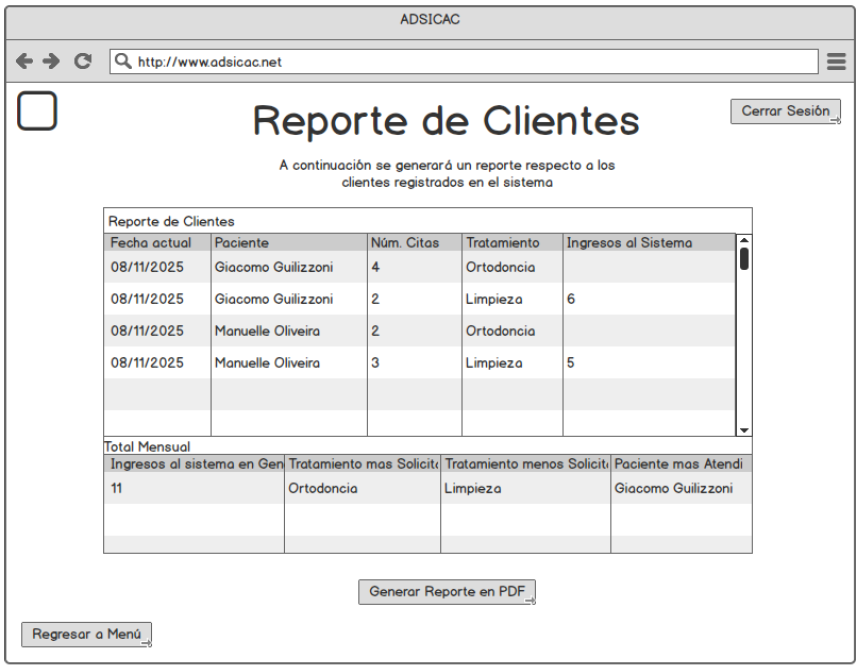 ADSICAC
http://www.adsicac.net
Reporte de Clientes
Cerrar Sesión
A continuación se generará un reporte respecto a los
clientes registrados en el sistema
Reporte de Clientes
Fecha actual Paciente Núm. Citas Tratamiento Ingresos al Sistema
08/11/2025 Giacomo Guilizzoni 4 Ortodoncia
08/11/2025 Giacomo Guilizzoni 2 Limpieza 6
08/11/2025 Manuelle Oliveira 2 Ortodoncia
08/11/2025 Manuelle Oliveira 3 Limpieza 5
Total Mensual
Ingresos al sistema en Gen Tratamiento mas Solicit Tratamiento menos Solicit Paciente mas Atendi
11 Ortodoncia Limpieza Giacomo Guilizzoni
Generar Reporte en PDF
Regresar a Menú